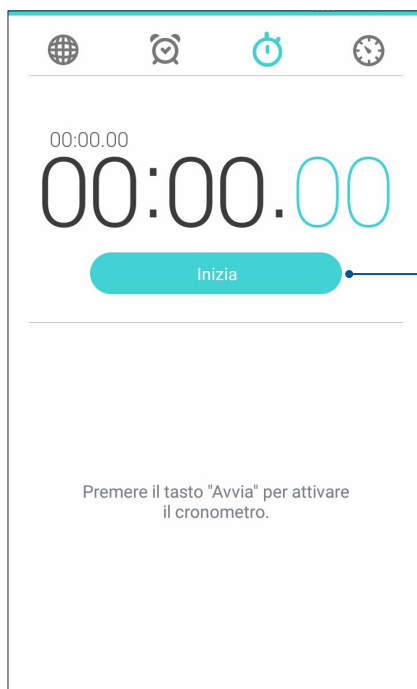 00:00.00
00:00.00
Inizia
Premere il tasto "Avvia" per attivare
il cronometro.